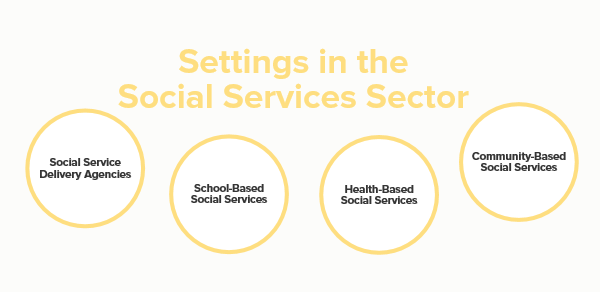 Settings in the
Social Services Sector
Social Service
Delivery Agencies
School-Based
Social Services
Health-Based
Social Services
Community-Based
Social Services